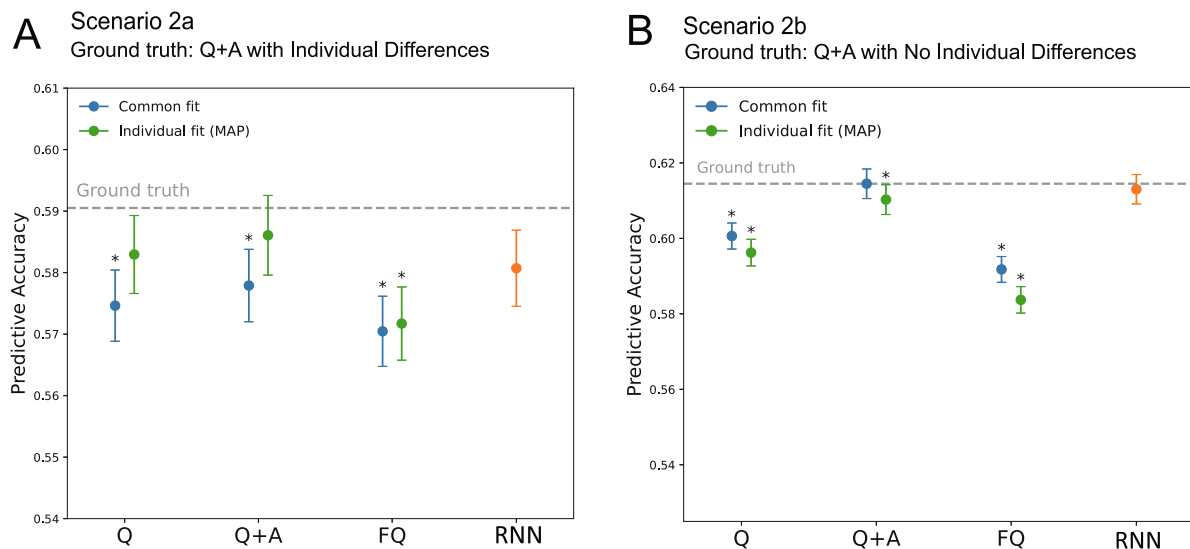 A
Scenario 2a
Ground truth: Q+A with Individual Differences
Predictive Accuracy
0.61
0.60
0.59
0.58
0.57
0.56
0.55
0.54
Common fit
Individual fit (MAP)
Ground truth
*
*
*
*
Q
Q+A
FQ
RNN
B
Scenario 2b
Ground truth: Q+A with No Individual Differences
Predictive Accuracy
0.64
0.62
0.60
0.58
0.56
0.54
Common fit
Individual fit (MAP)
Ground truth
*
*
*
*
*
Q
Q+A
FQ
RNN